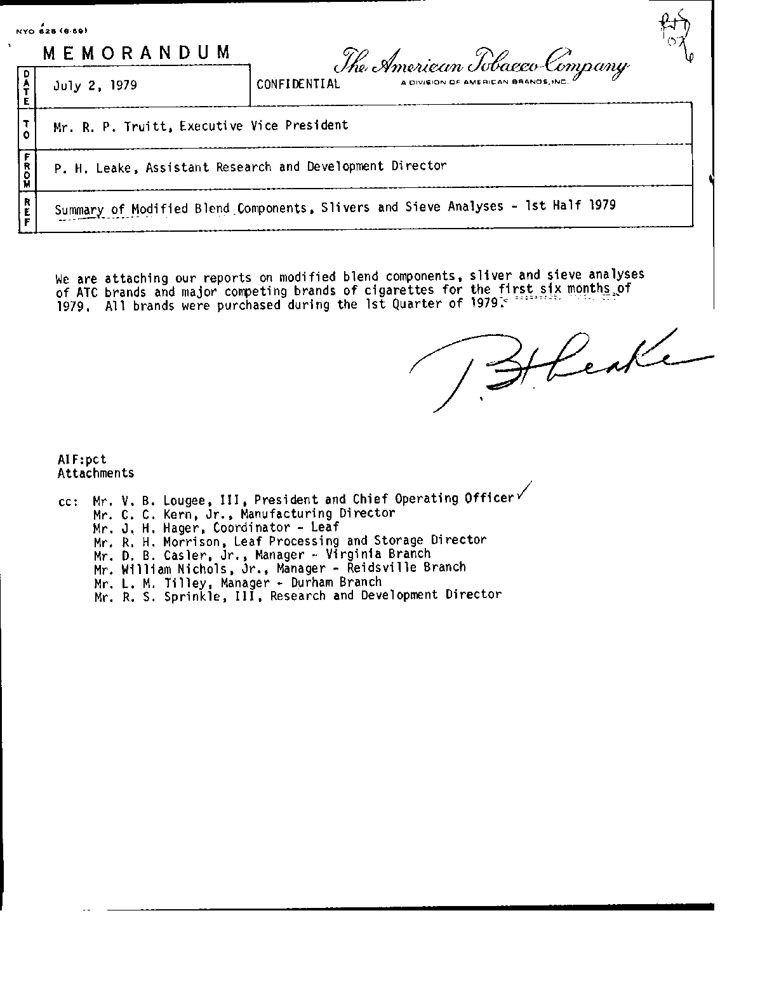 NYO 626 (6-69)
MEMORANDUM
The American Tobacco Company
A DIVISION OF AMERICAN BRANDS, INC.
DATE
July 2, 1979
CONFIDENTIAL
TO
Mr. R. P. Truitt, Executive Vice President
FROM
P. H. Leake, Assistant Research and Development Director
REF
Summary of Modified Blend Components, Slivers and Sieve Analyses - 1st Half 1979
We are attaching our reports on modified blend components, sliver and sieve analyses
of ATC brands and major competing brands of cigarettes for the first six months of
1979. All brands were purchased during the 1st Quarter of 1979.
P. H. Leake
AIF:pct
Attachments
cc: Mr. V. B. Lougee, III, President and Chief Operating Officer
Mr. C. C. Kern, Jr., Manufacturing Director
Mr. J. H. Hager, Coordinator - Leaf
Mr. R. H. Morrison, Leaf Processing and Storage Director
Mr. D. B. Casler, Jr., Manager - Virginia Branch
Mr. William Nichols, Jr., Manager - Reidsville Branch
Mr. L. M. Tilley, Manager - Durham Branch
Mr. R. S. Sprinkle, III, Research and Development Director